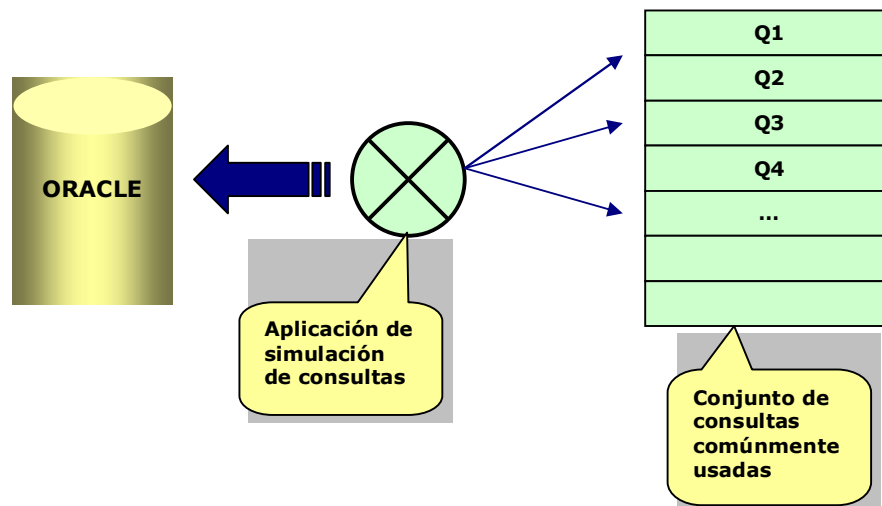 Q1
Q2
Q3
Q4
...
ORACLE
Aplicación de
simulación
de consultas
Conjunto de
consultas
comúnmente
usadas